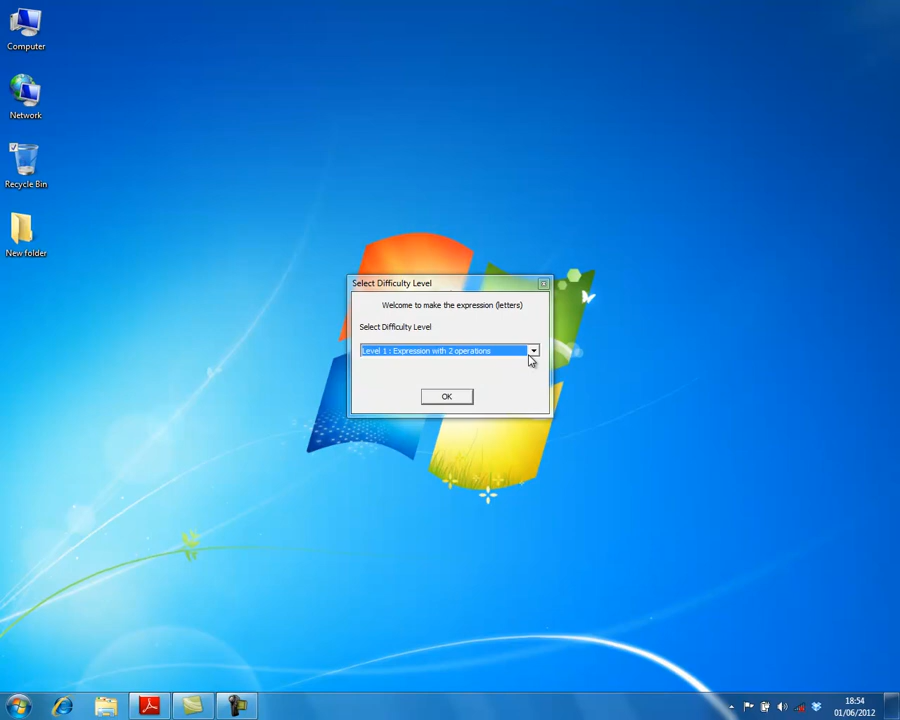 Computer
Network
Recycle Bin
New folder
Select Difficulty Level
Welcome to make the expression (letters)
Select Difficulty Level
Level 1 : Expression with 2 operations
OK
18:54
01/06/2012